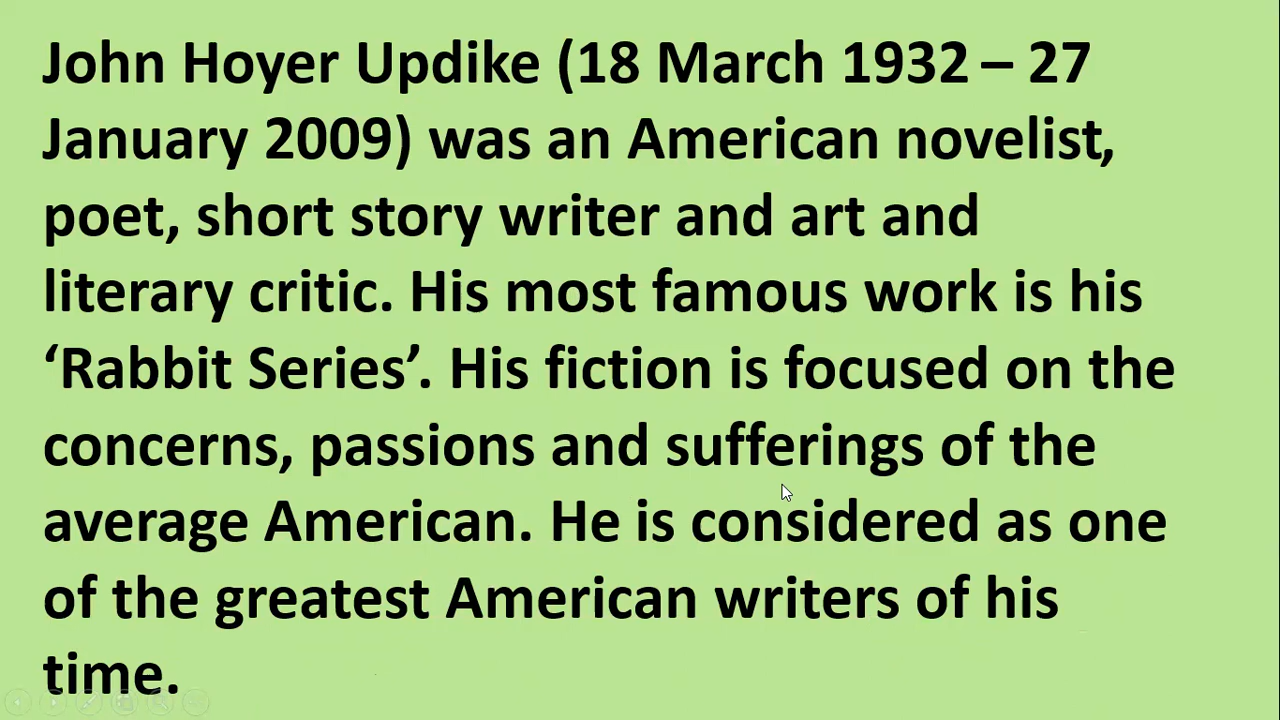 John Hoyer Updike (18 March 1932 – 27
January 2009) was an American novelist,
poet, short story writer and art and
literary critic. His most famous work is his
‘Rabbit Series’. His fiction is focused on the
concerns, passions and sufferings of the
average American. He is considered as one
of the greatest American writers of his
time.